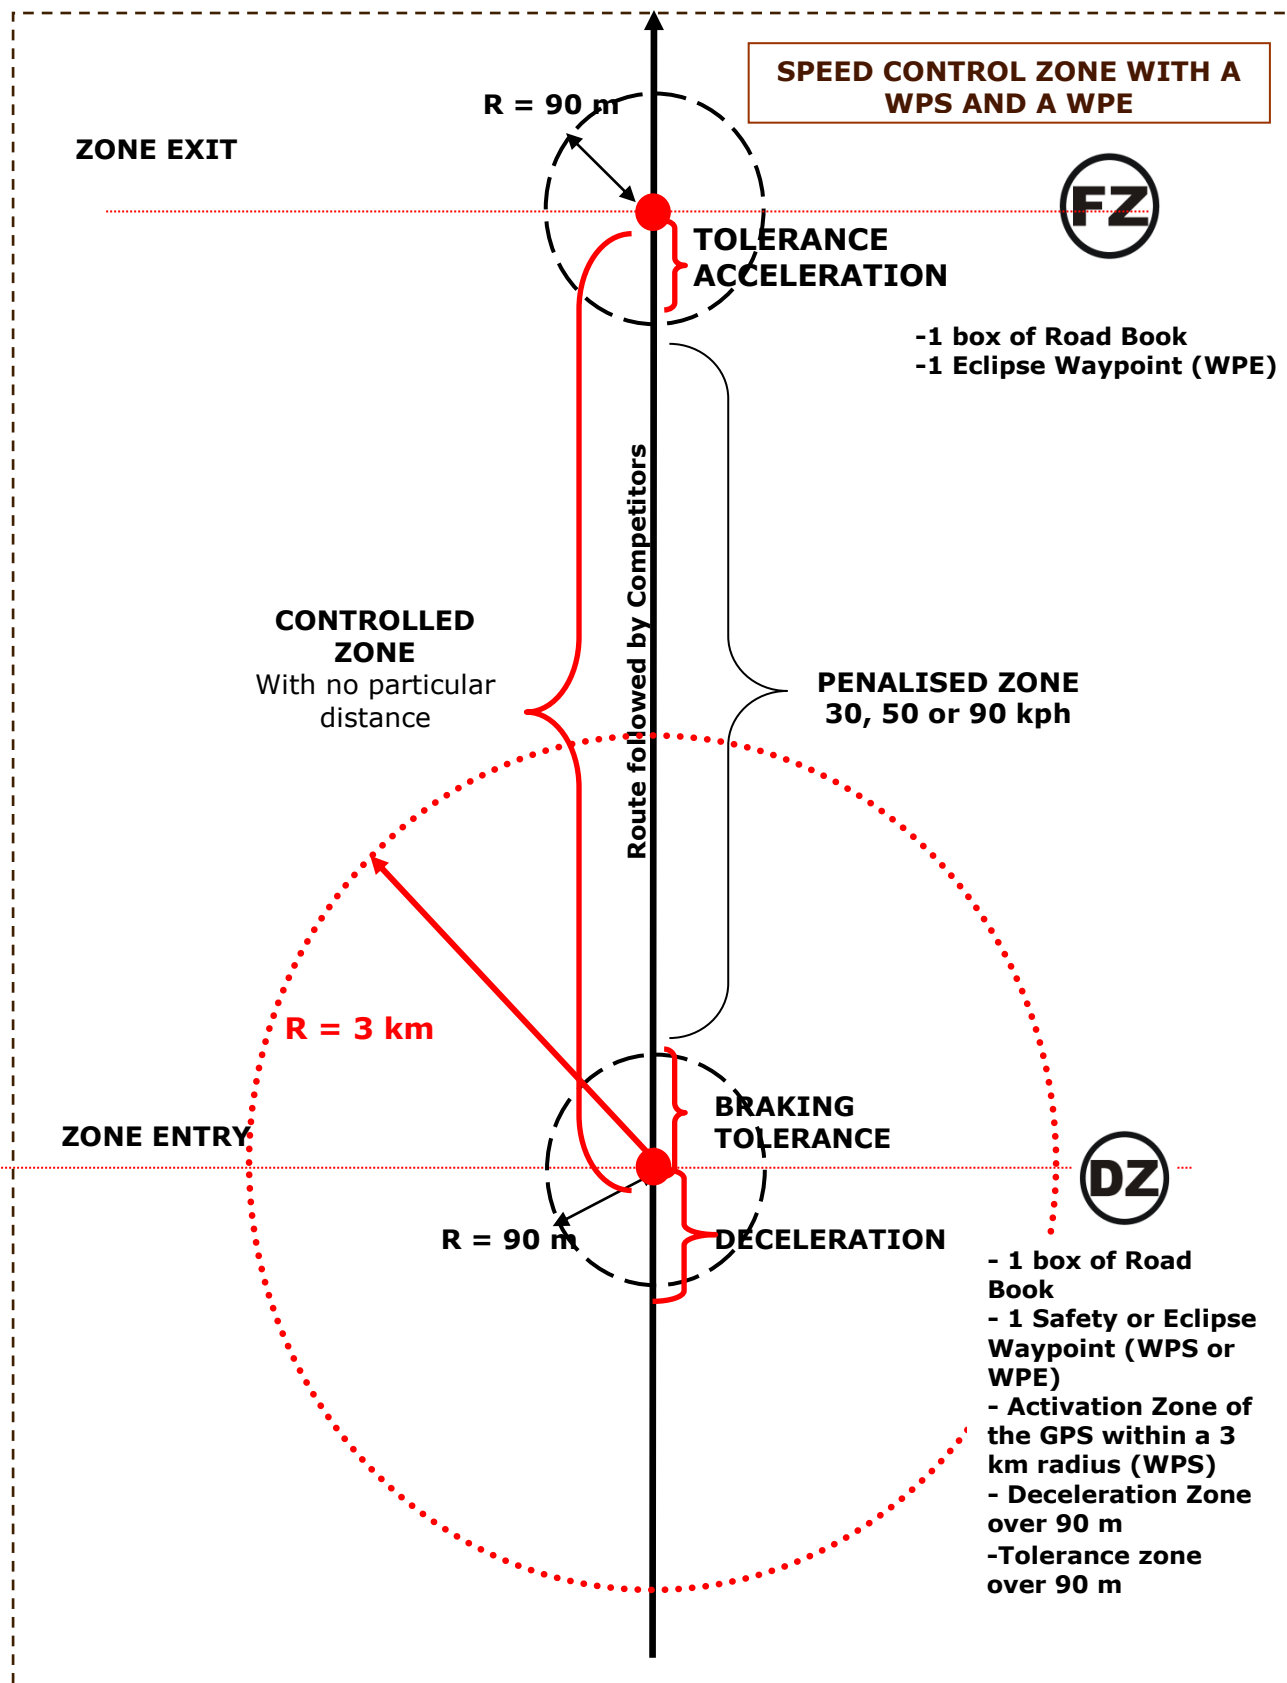 SPEED CONTROL ZONE WITH A
WPS AND A WPE
R = 90 m
ZONE EXIT
FZ
TOLERANCE
ACCELERATION
-1 box of Road Book
-1 Eclipse Waypoint (WPE)
Route followed by Competitors
CONTROLLED
ZONE
With no particular
distance
PENALISED ZONE
30, 50 or 90 kph
R = 3 km
BRAKING
TOLERANCE
ZONE ENTRY
DZ
R = 90 m
DECELERATION
- 1 box of Road
Book
- 1 Safety or Eclipse
Waypoint (WPS or
WPE)
- Activation Zone of
the GPS within a 3
km radius (WPS)
- Deceleration Zone
over 90 m
-Tolerance zone
over 90 m